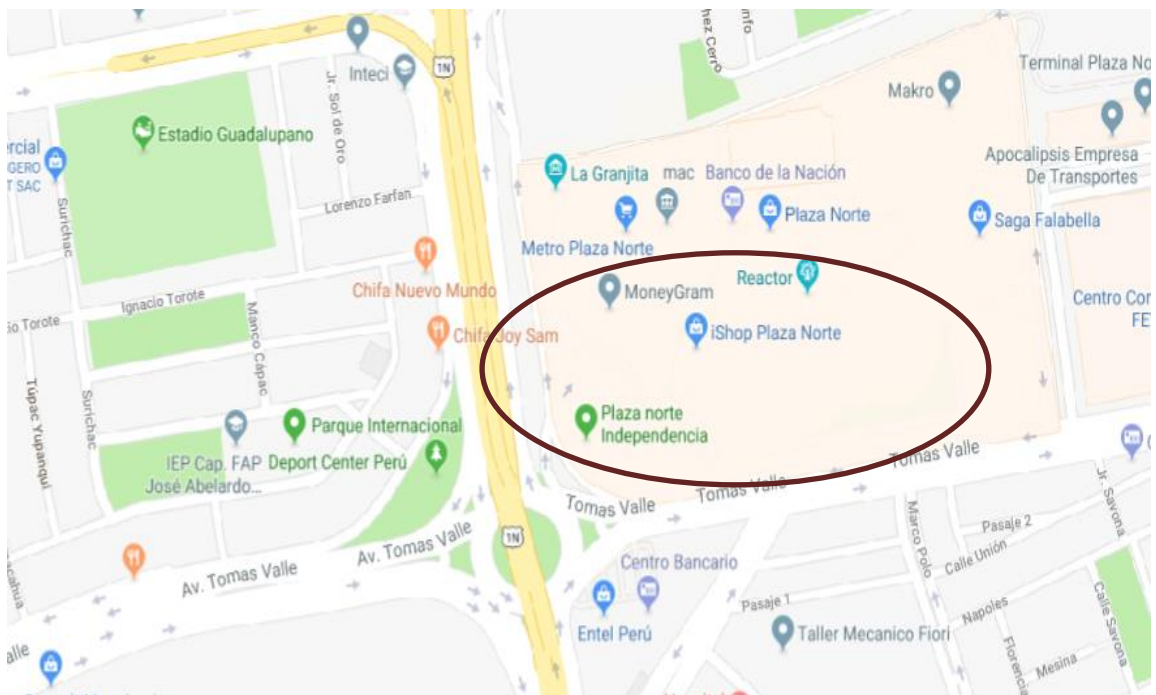 1N
Inteci
Jr. Sol de Oro
Estadio Guadalupano
Lorenzo Farfan
Surichac
Ignacio Torote
Manco Cápac
Túpac Yupanqui
Surichac
Chifa Nuevo Mundo
Chifa Joy Sam
Parque Internacional
Deport Center Perú
IEP Cap. FAP
José Abelardo...
Av. Tomas Valle
Av. Tomas Valle
1N
Makro
Terminal Plaza No
Apocalipsis Empresa
De Transportes
La Granjita
mac
Banco de la Nación
Metro Plaza Norte
Plaza Norte
Saga Falabella
MoneyGram
Reactor
iShop Plaza Norte
Centro Con
Plaza norte
Independencia
Tomas Valle
Tomas Valle
Tomas Valle
Centro Bancario
Entel Perú
Pasaje 1
Taller Mecanico Fiori
Marco Polo
Pasaje 2
Calle Unión
Jr. Savona
Napoles
Calle Savona
Florencia
Mesina